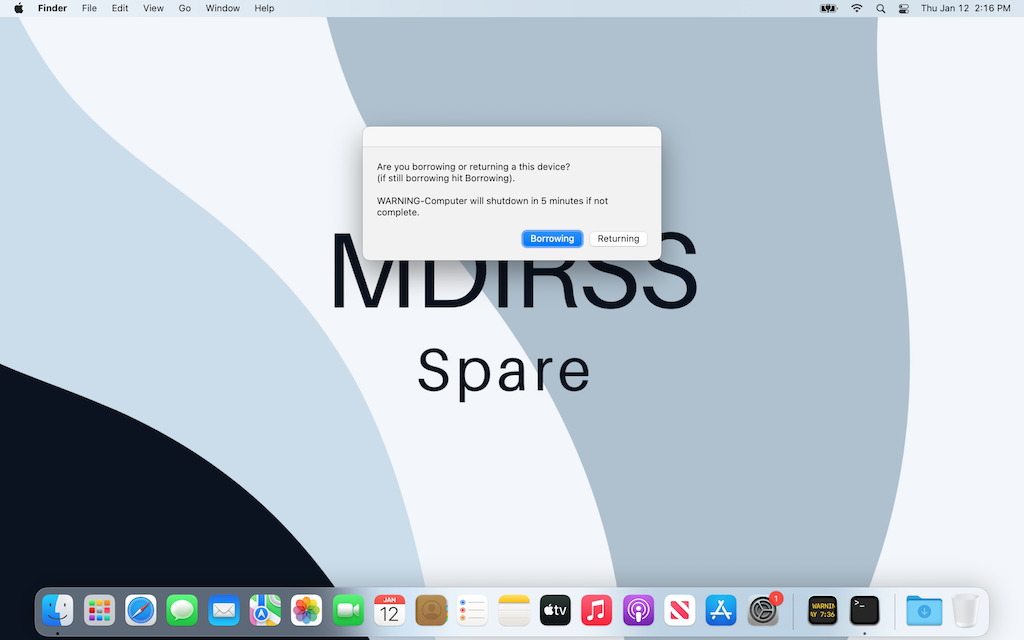 Finder File Edit View Go Window Help Thu Jan 12 2:16 PM
Are you borrowing or returning a this device?
(if still borrowing hit Borrowing).
WARNING-Computer will shutdown in 5 minutes if not
complete.
Borrowing Returning
MDIRSS
Spare
JAN
12
tv
1
WARNIN
AY 7:36
>_